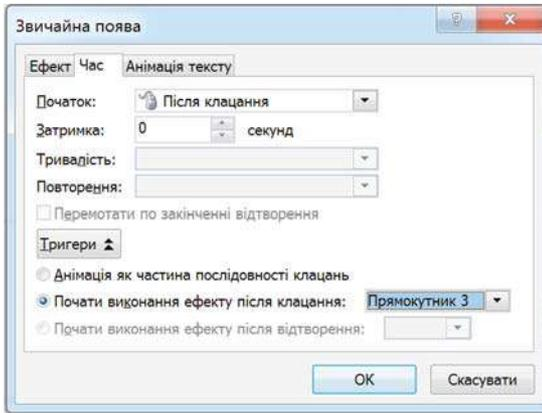 Звичайна поява
Ефект Час Анімація тексту
Початок: Після клацання
Затримка: 0 секунд
Тривалість:
Повторення:
Перемотати по закінченні відтворення
Тригери
Анімація як частина послідовності клацань
Почати виконання ефекту після клацання: Прямокутник 3
Почати виконання ефекту після відтворення:
ОК Скасувати